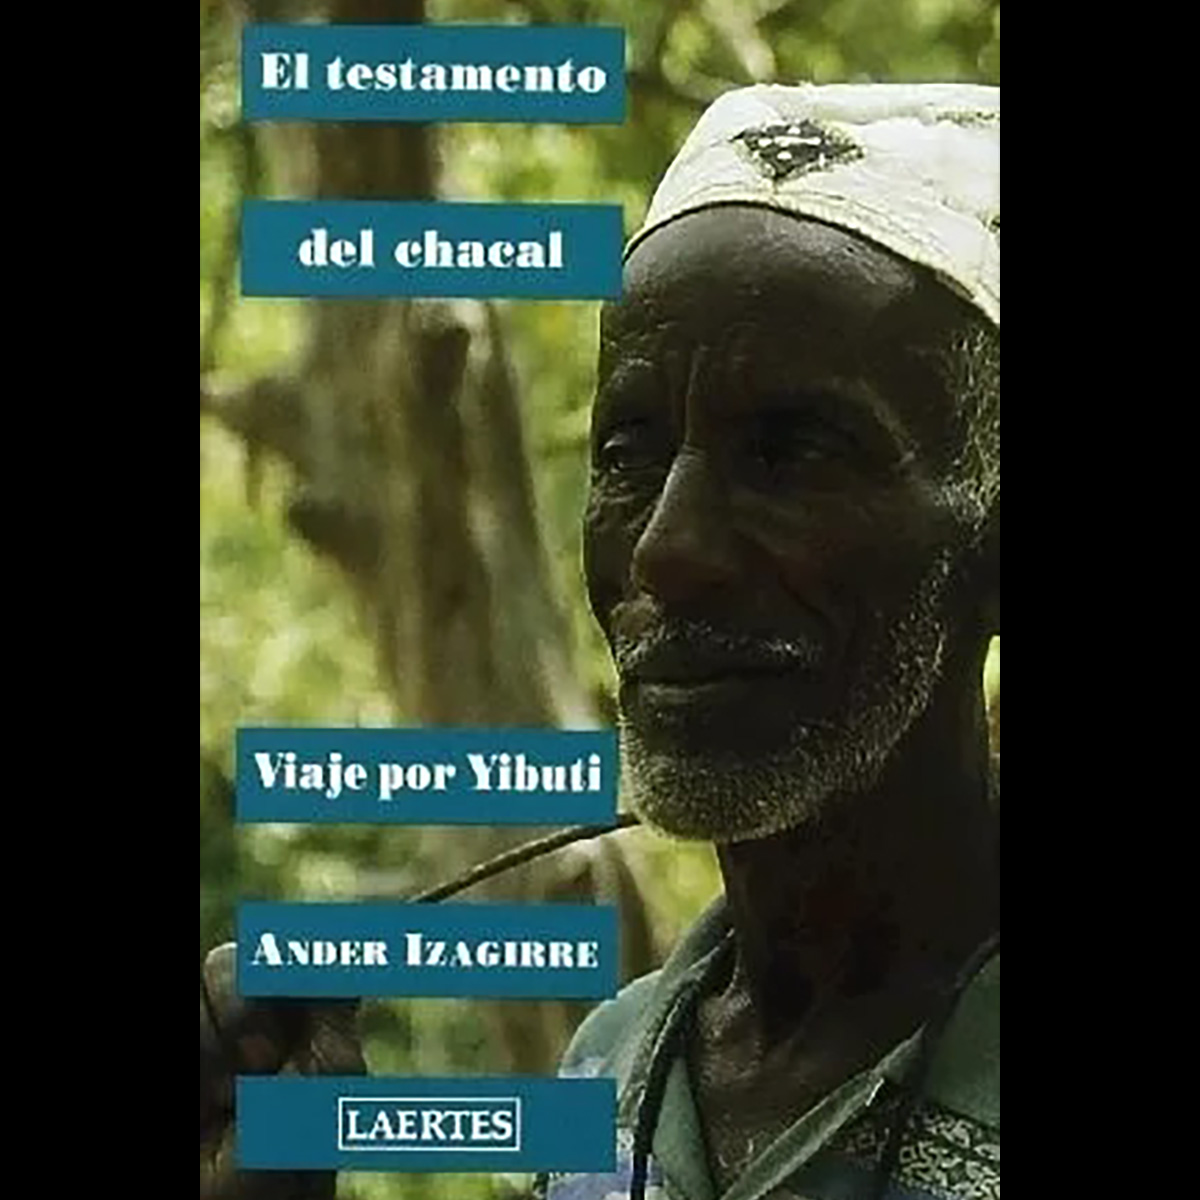 El testamento
del chacal
Viaje por Yibuti
ANDER IZAGIRRE
LAERTES